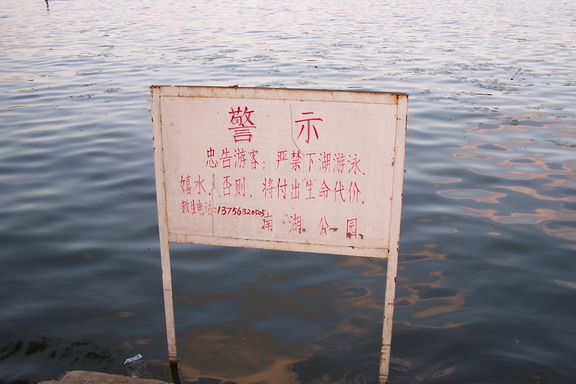 警示
忠告游客：严禁下湖游泳、
嬉水，否则，将付出生命代价。
救生电话：13756320505
南湖公园